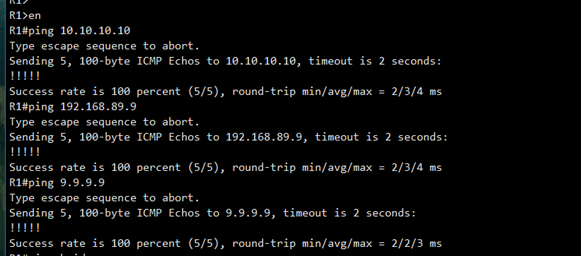 R1>
R1>en
R1#ping 10.10.10.10
Type escape sequence to abort.
Sending 5, 100-byte ICMP Echos to 10.10.10.10, timeout is 2 seconds:
!!!!!
Success rate is 100 percent (5/5), round-trip min/avg/max = 2/3/4 ms
R1#ping 192.168.89.9
Type escape sequence to abort.
Sending 5, 100-byte ICMP Echos to 192.168.89.9, timeout is 2 seconds:
!!!!!
Success rate is 100 percent (5/5), round-trip min/avg/max = 2/3/4 ms
R1#ping 9.9.9.9
Type escape sequence to abort.
Sending 5, 100-byte ICMP Echos to 9.9.9.9, timeout is 2 seconds:
!!!!!
Success rate is 100 percent (5/5), round-trip min/avg/max = 2/2/3 ms